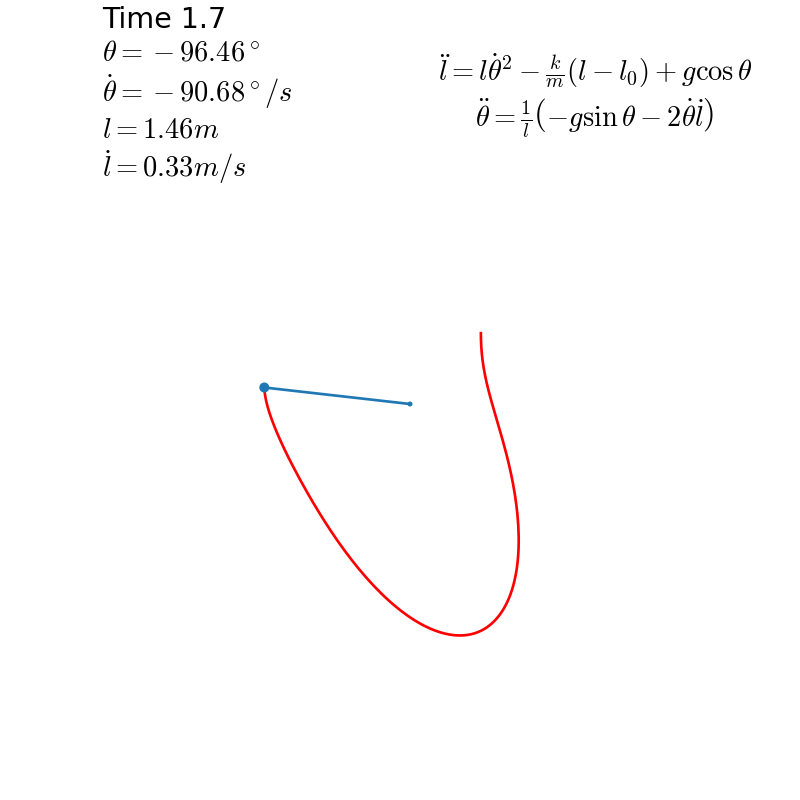 Time 1.7
θ = −96.46°
θ̇ = −90.68°/s
l = 1.46m
l̇ = 0.33m/s
l̈ = lθ̇² − k/m(l − l₀) + g cos θ
θ̈ = 1/l(−g sin θ − 2θ̇l̇)